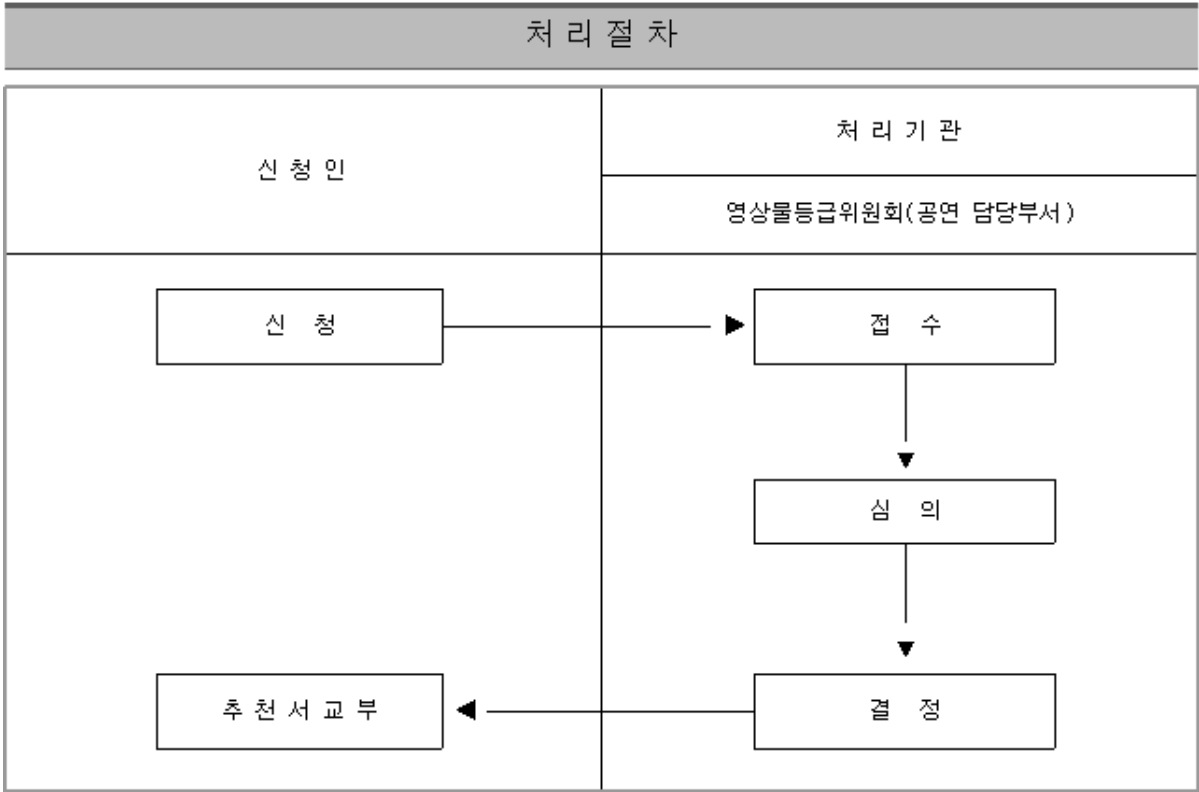 처 리 절 차
신 청 인
처 리 기 관
영상물등급위원회(공연 담당부서)
신 청
접 수
심 의
추 천 서 교 부
결 정